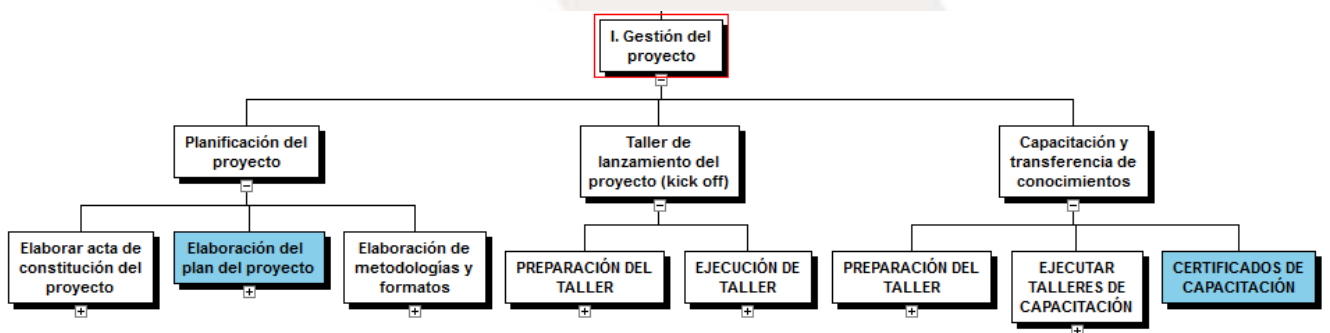 I. Gestión del
proyecto
Planificación del
proyecto
Taller de
lanzamiento del
proyecto (kick off)
Capacitación y
transferencia de
conocimientos
Elaborar acta de
constitución del
proyecto
Elaboración del
plan del proyecto
Elaboración de
metodologías y
formatos
PREPARACIÓN DEL
TALLER
EJECUCIÓN DE
TALLER
PREPARACIÓN DEL
TALLER
EJECUTAR
TALLERES DE
CAPACITACIÓN
CERTIFICADOS DE
CAPACITACIÓN